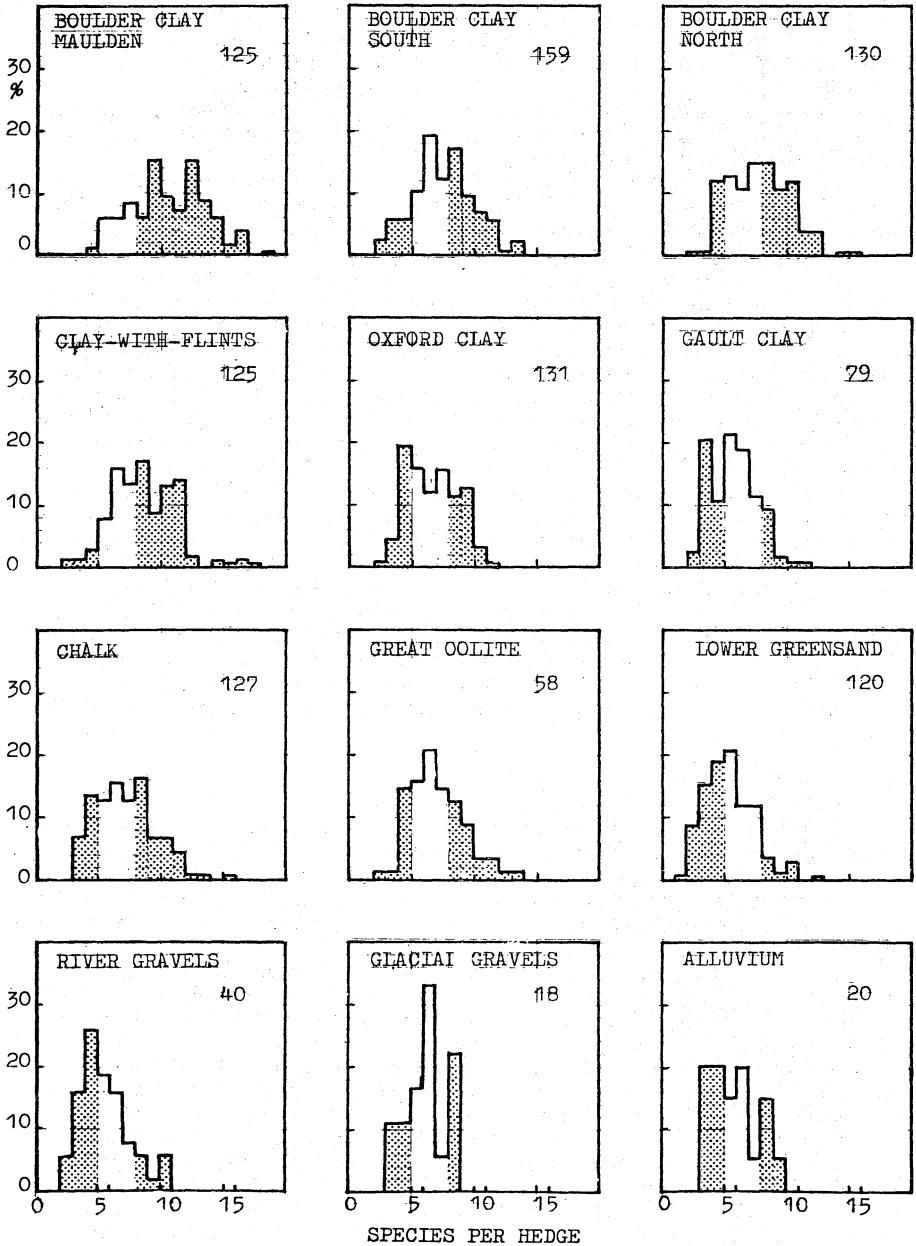 BOULDER CLAY
MAULDEN
125
BOULDER CLAY
SOUTH
159
BOULDER CLAY
NORTH
130
30
%
20
10
0
CLAY-WITH-FLINTS
125
OXFORD CLAY
131
GAULT CLAY
79
30
20
10
0
CHALK
127
GREAT OOLITE
58
LOWER GREENSAND
120
30
20
10
0
RIVER GRAVELS
40
GLACIAI GRAVELS
18
ALLUVIUM
20
30
20
10
0
0 5 10 15
0 5 10 15
0 5 10 15
SPECIES PER HEDGE